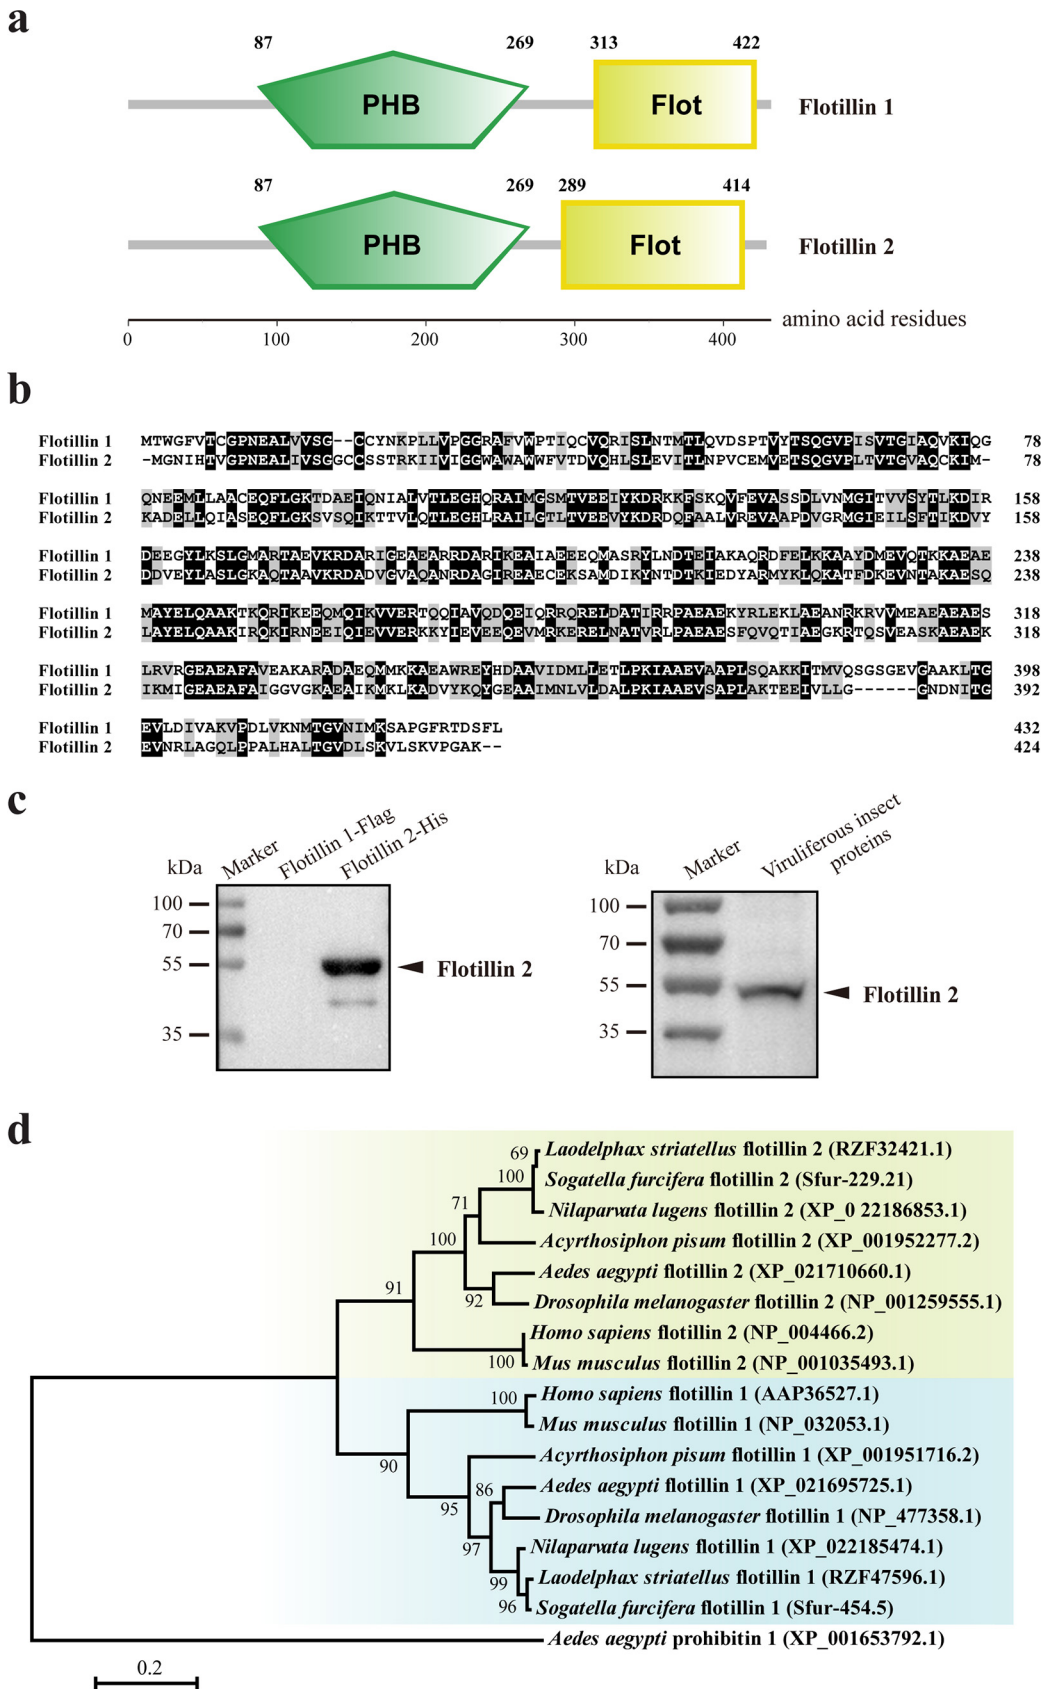 a
87 269 313 422
PHB Flot Flotillin 1
87 269 289 414
PHB Flot Flotillin 2
amino acid residues
0 100 200 300 400
b
Flotillin 1 MTWGFVTCGPNEALVVSG--CCYNKPLLVPGGRAFVWPTIQCVQRISLNTMTLQVDSPTVYTSQGVPISVTGIAQVKIQG 78
Flotillin 2 -MGNIHTVGPNEALIVSGGCCSSTRKIIVIGGWAWAWWFVTDVQHLSLEVITLNPVCEMVETSQGVPLTVTGVAQCKIM- 78
Flotillin 1 QNEEMLLAACEQFLGKTDAEIQNIALVTLEGHQRAIMGSMTVEEIYKDRKKFSKQVFEVASSDLVNMGITVVSYTLKDIR 158
Flotillin 2 KADELLQIASEQFLGKSVSQIKTTVLQTLEGHLRAILGTLTVEEVYKDRDQFAALVREVAAPDVGRMGIEILSFTIKDVY 158
Flotillin 1 DEEGYLKSLGMARTAEVKRDARIGEAEARRDARIKEAIAEEEQMASRYLNDTEIAKAQRDFELKKAAYDMEVQTKKAEAE 238
Flotillin 2 DDVEYLASLGKAQTAAVKRDADVGVAQANRDAGIREAECEKSAMDIKYNTDTKIEDYARMYKLQKATFDKEVNTAKAESQ 238
Flotillin 1 MAYELQAAKTKQRIKEEQMQIKVVERTQQIAVQDQEIQRRQRELDATIRRPAEAEKYRLEKLAEANRKRVVMEAEAEAES 318
Flotillin 2 LAYELQAAKIRQKIRNEEIQIEVVERKKYIEVEEQEVMRKERELNATVRLPAEAESFQVQTIAEGKRTQSVEASKAEAEK 318
Flotillin 1 LRVRGEAEAFAVEAKARADAEQMMKKAEAWREYHDAAVIDMLLETLPKIAAEVAAPLSQAKKITMVQSGSGEVGAAKLTG 398
Flotillin 2 IKMIGEAEAFAIGGVGKAEAIKMKLKADVYKQYGEAAIMNLVLDALPKIAAEVSAPLAKTEEIVLLG------GNDNITG 392
Flotillin 1 EVLDIVAKVPDLVKNMTGVNIMKSAPGFRTDSFL 432
Flotillin 2 EVNRLAGQLPPALHALTGVDLSKVLSKVPGAK-- 424
c
kDa Marker Flotillin 1-Flag Flotillin 2-His
100
70
55
35
Flotillin 2
kDa Marker Viruliferous insect
proteins
100
70
55
35
Flotillin 2
d
69 Laodelphax striatellus flotillin 2 (RZF32421.1)
100 Sogatella furcifera flotillin 2 (Sfur-229.21)
71 Nilaparvata lugens flotillin 2 (XP_0 22186853.1)
100 Acyrthosiphon pisum flotillin 2 (XP_001952277.2)
Aedes aegypti flotillin 2 (XP_021710660.1)
91 92 Drosophila melanogaster flotillin 2 (NP_001259555.1)
Homo sapiens flotillin 2 (NP_004466.2)
100 Mus musculus flotillin 2 (NP_001035493.1)
100 Homo sapiens flotillin 1 (AAP36527.1)
Mus musculus flotillin 1 (NP_032053.1)
90 Acyrthosiphon pisum flotillin 1 (XP_001951716.2)
86 Aedes aegypti flotillin 1 (XP_021695725.1)
95 Drosophila melanogaster flotillin 1 (NP_477358.1)
97 Nilaparvata lugens flotillin 1 (XP_022185474.1)
99 Laodelphax striatellus flotillin 1 (RZF47596.1)
96 Sogatella furcifera flotillin 1 (Sfur-454.5)
Aedes aegypti prohibitin 1 (XP_001653792.1)
0.2